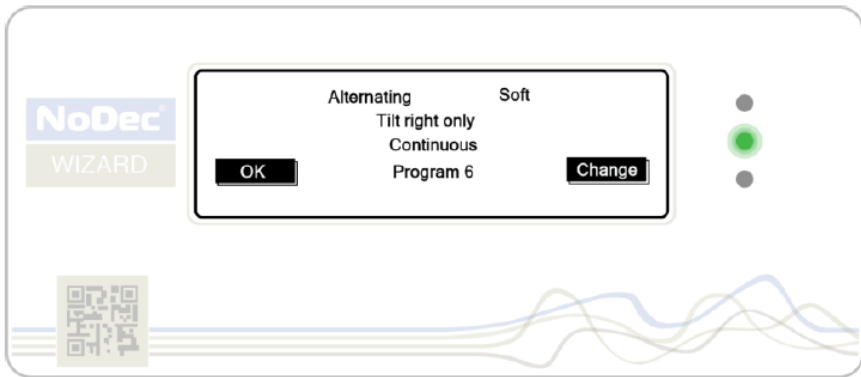 NoDec®
WIZARD
Alternating Soft
Tilt right only
Continuous
OK Program 6 Change